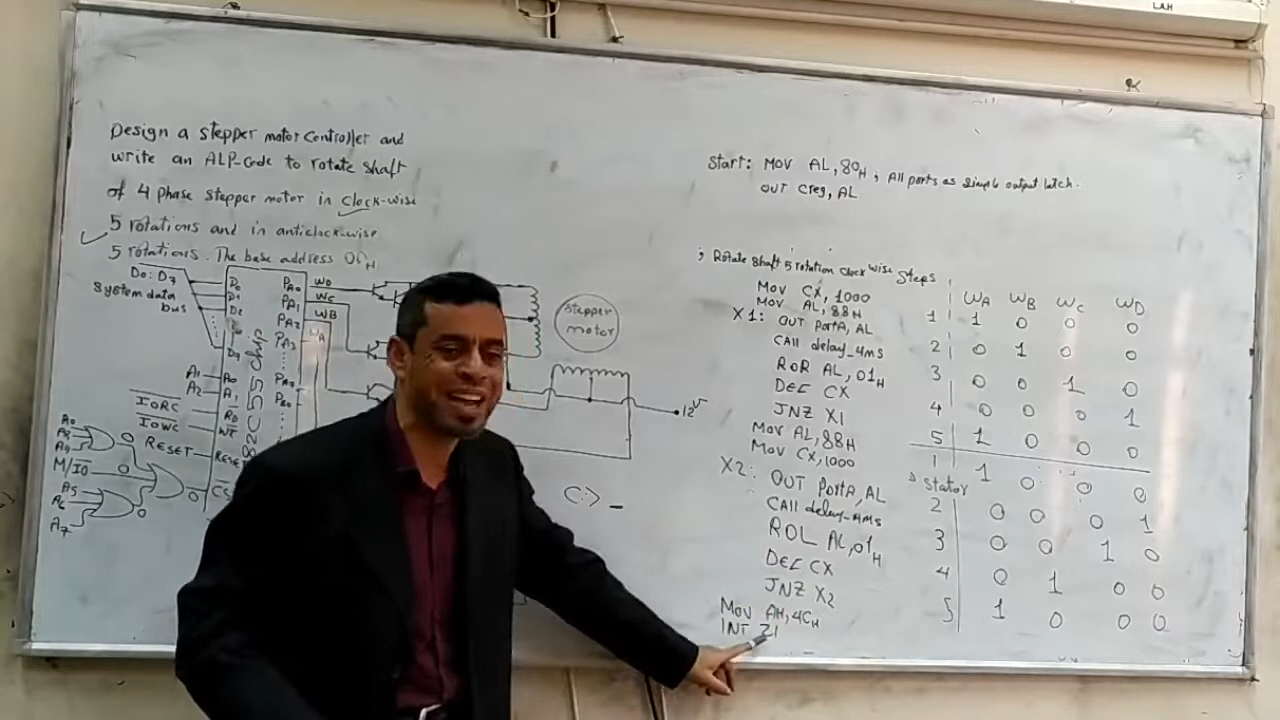 L.A.H
Design a stepper motor controller and
write an ALP-Code to rotate shaft
of 4 phase stepper motor in clock-wise
5 rotations and in anticlock-wise
5 rotations. The base address 00H
D0:D7
System data
bus
D0
D1
D2
D7
A1 A0
A2 A1
IORC RD
IOWC WR
RESET RESET
CS
A0
A3
A4
M/IO
A5
A6
A7
82C55 chip
PA0 WD
PA1 WC
PA2 WB
PA3 WA
PA7
PB0
stepper
motor
12V
C:> _
Start: MOV AL, 80H ; All ports as simple output latch.
OUT Creg, AL
; Rotate shaft 5 rotation clock wise
MOV CX, 1000
MOV AL, 88H
X1: OUT PortA, AL
CALL delay_4ms
ROR AL, 01H
DEC CX
JNZ X1
MOV AL, 88H
MOV CX, 1000
X2: OUT PortA, AL
CALL delay_4ms
ROL AL, 01H
DEC CX
JNZ X2
MOV AH, 4CH
INT 21
Steps WA WB WC WD
1 1 0 0 0
2 0 1 0 0
3 0 0 1 0
4 0 0 0 1
5 1 0 0 0
1 1 0 0 0
stator
2 0 0 0 1
3 0 0 1 0
4 0 1 0 0
5 1 0 0 0